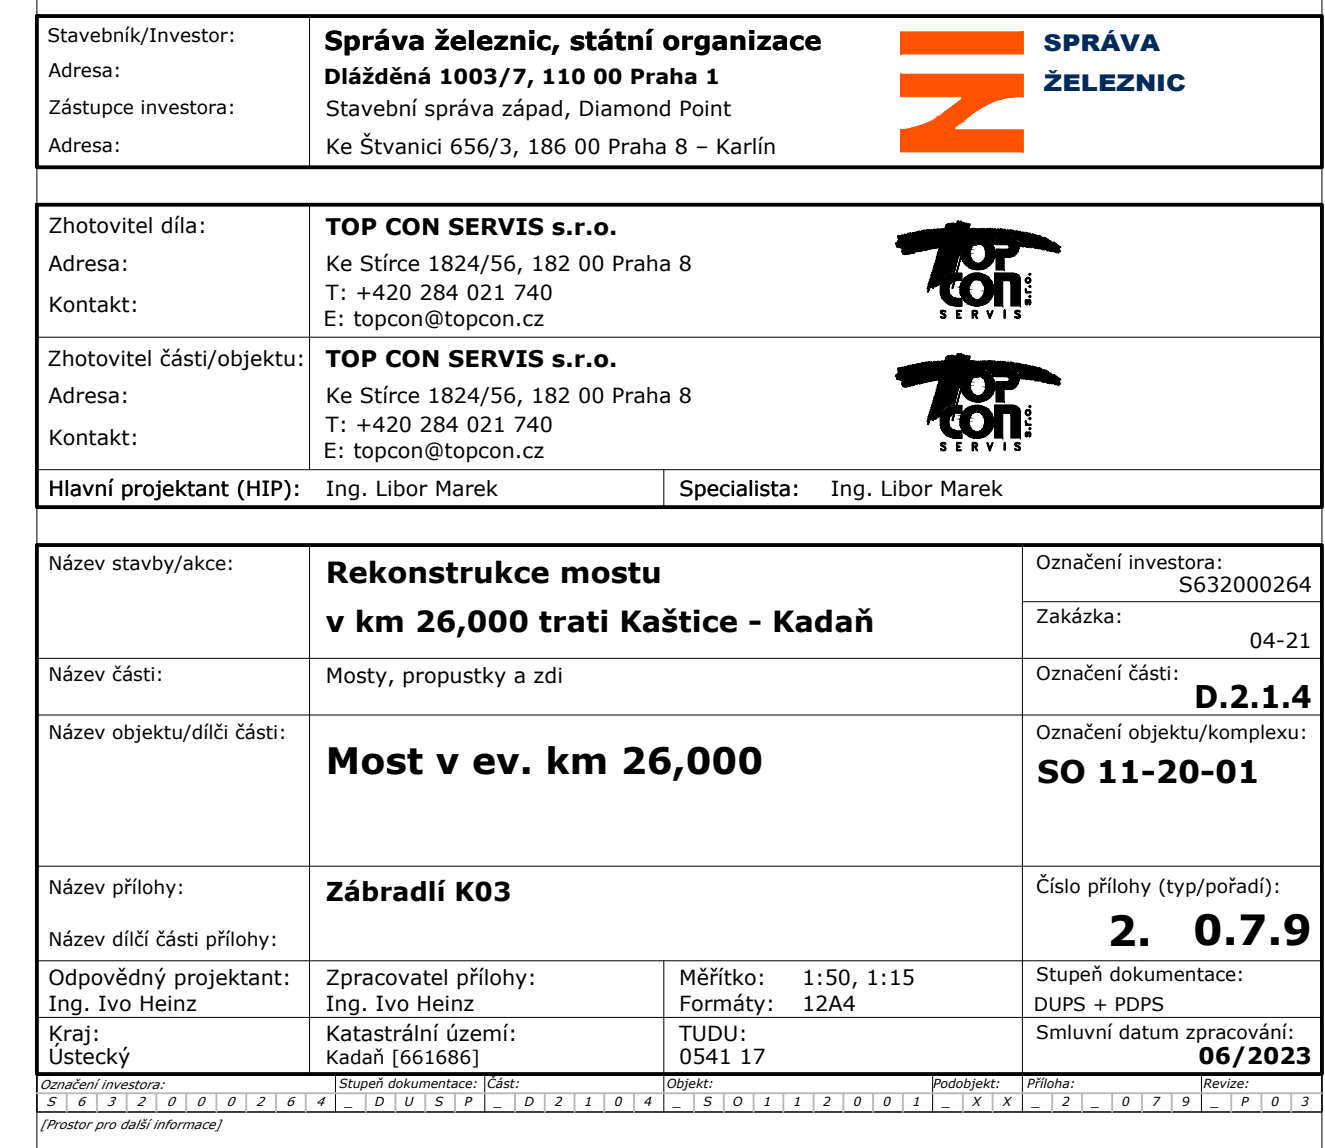 Stavebník/Investor: Správa železnic, státní organizace
Adresa: Dlážděná 1003/7, 110 00 Praha 1
Zástupce investora: Stavební správa západ, Diamond Point
Adresa: Ke Štvanici 656/3, 186 00 Praha 8 – Karlín
SPRÁVA
ŽELEZNIC
Zhotovitel díla: TOP CON SERVIS s.r.o.
Adresa: Ke Stírce 1824/56, 182 00 Praha 8
Kontakt: T: +420 284 021 740
E: topcon@topcon.cz
TOP
CON s.r.o.
SERVIS
Zhotovitel části/objektu: TOP CON SERVIS s.r.o.
Adresa: Ke Stírce 1824/56, 182 00 Praha 8
Kontakt: T: +420 284 021 740
E: topcon@topcon.cz
TOP
CON s.r.o.
SERVIS
Hlavní projektant (HIP): Ing. Libor Marek Specialista: Ing. Libor Marek
Název stavby/akce: Rekonstrukce mostu
v km 26,000 trati Kaštice - Kadaň
Označení investora:
S632000264
Zakázka:
04-21
Název části: Mosty, propustky a zdi
Označení části:
D.2.1.4
Název objektu/dílči části: Most v ev. km 26,000
Označení objektu/komplexu:
SO 11-20-01
Název přílohy: Zábradlí K03
Název dílčí části přílohy:
Číslo přílohy (typ/pořadí):
2. 0.7.9
Odpovědný projektant:
Ing. Ivo Heinz
Zpracovatel přílohy:
Ing. Ivo Heinz
Měřítko: 1:50, 1:15
Formáty: 12A4
Stupeň dokumentace:
DUPS + PDPS
Kraj:
Ústecký
Katastrální území:
Kadaň [661686]
TUDU:
0541 17
Smluvní datum zpracování:
06/2023
Označení investora: Stupeň dokumentace: Část: Objekt: Podobjekt: Příloha: Revize:
S 6 3 2 0 0 0 2 6 4 _ D U S P _ D 2 1 0 4 _ S O 1 1 2 0 0 1 _ X X _ 2 _ 0 7 9 _ P 0 3
[Prostor pro další informace]